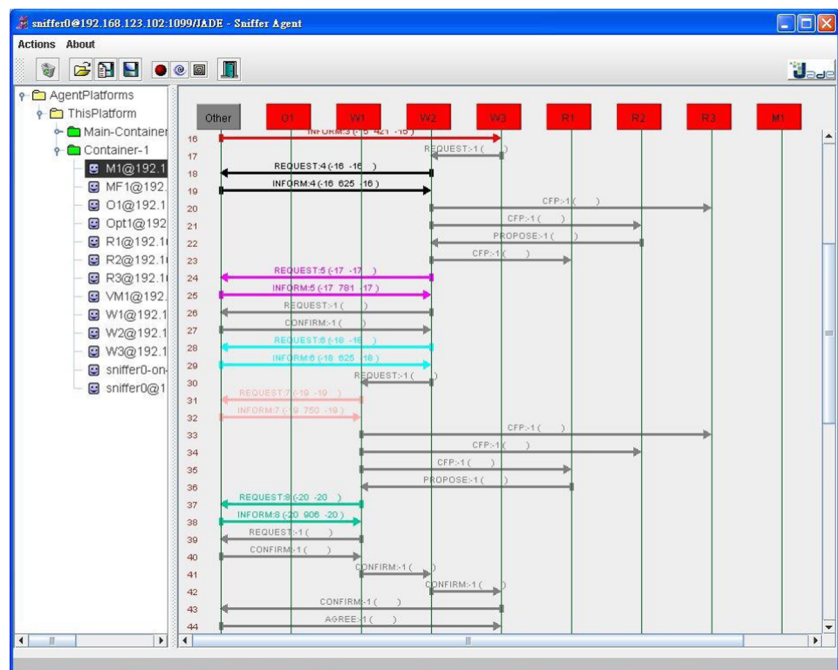 sniffer0@192.168.123.102:1099/JADE - Sniffer Agent
Actions About
Jade
AgentPlatforms
ThisPlatform
Main-Container
Container-1
M1@192.1
MF1@192.
O1@192.1
Opt1@192.
R1@192.1
R2@192.1
R3@192.1
VM1@192.
W1@192.1
W2@192.1
W3@192.1
sniffer0-on-
sniffer0@1
Other O1 W1 W2 W3 R1 R2 R3 M1
16 INFORM:3 (-15 421 -15)
17 REQUEST:-1 ( )
18 REQUEST:4 (-16 -16 )
19 INFORM:4 (-16 625 -16)
20 CFP:-1 ( )
21 CFP:-1 ( )
22 PROPOSE:-1 ( )
23 CFP:-1 ( )
24 REQUEST:5 (-17 -17 )
25 INFORM:5 (-17 781 -17)
26 REQUEST:-1 ( )
27 CONFIRM:-1 ( )
28 REQUEST:6 (-18 -18 )
29 INFORM:6 (-18 625 -18)
30 REQUEST:-1 ( )
31 REQUEST:7 (-19 -19 )
32 INFORM:7 (-19 750 -19)
33 CFP:-1 ( )
34 CFP:-1 ( )
35 CFP:-1 ( )
36 PROPOSE:-1 ( )
37 REQUEST:8 (-20 -20 )
38 INFORM:8 (-20 906 -20)
39 REQUEST:-1 ( )
40 CONFIRM:-1 ( )
41 CONFIRM:-1 ( )
42 CONFIRM:-1 ( )
43 CONFIRM:-1 ( )
44 AGREE:-1 ( )